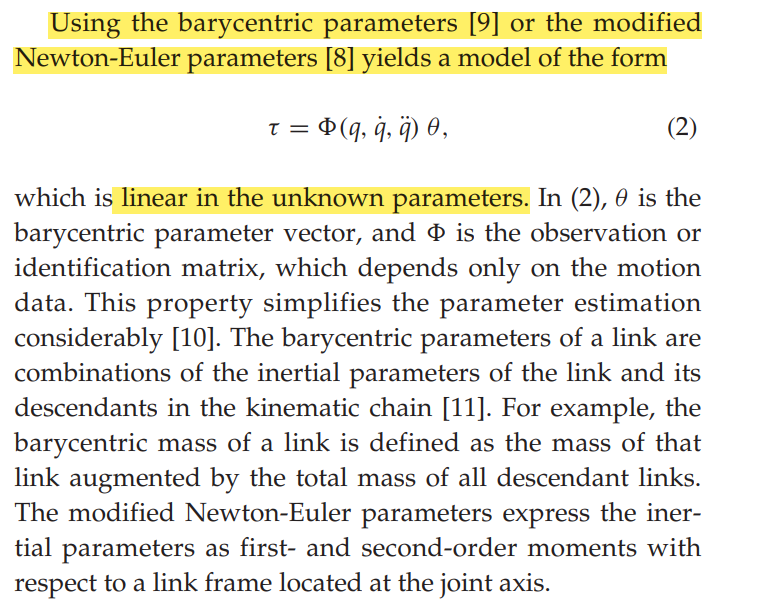 Using the barycentric parameters [9] or the modified
Newton-Euler parameters [8] yields a model of the form
τ = Φ(q, q̇, q̈) θ, (2)
which is linear in the unknown parameters. In (2), θ is the
barycentric parameter vector, and Φ is the observation or
identification matrix, which depends only on the motion
data. This property simplifies the parameter estimation
considerably [10]. The barycentric parameters of a link are
combinations of the inertial parameters of the link and its
descendants in the kinematic chain [11]. For example, the
barycentric mass of a link is defined as the mass of that
link augmented by the total mass of all descendant links.
The modified Newton-Euler parameters express the iner-
tial parameters as first- and second-order moments with
respect to a link frame located at the joint axis.